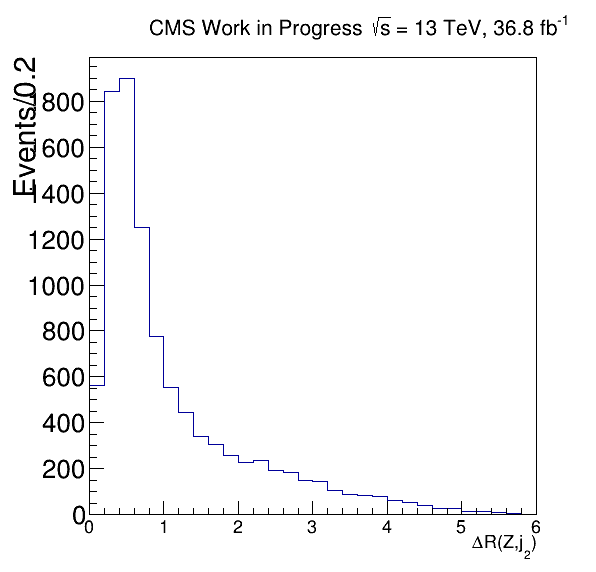 CMS Work in Progress √s = 13 TeV, 36.8 fb⁻¹
Events/0.2
1800
1600
1400
1200
1000
800
600
400
200
0
0 1 2 3 4 5 6
ΔR(Z,j₂)